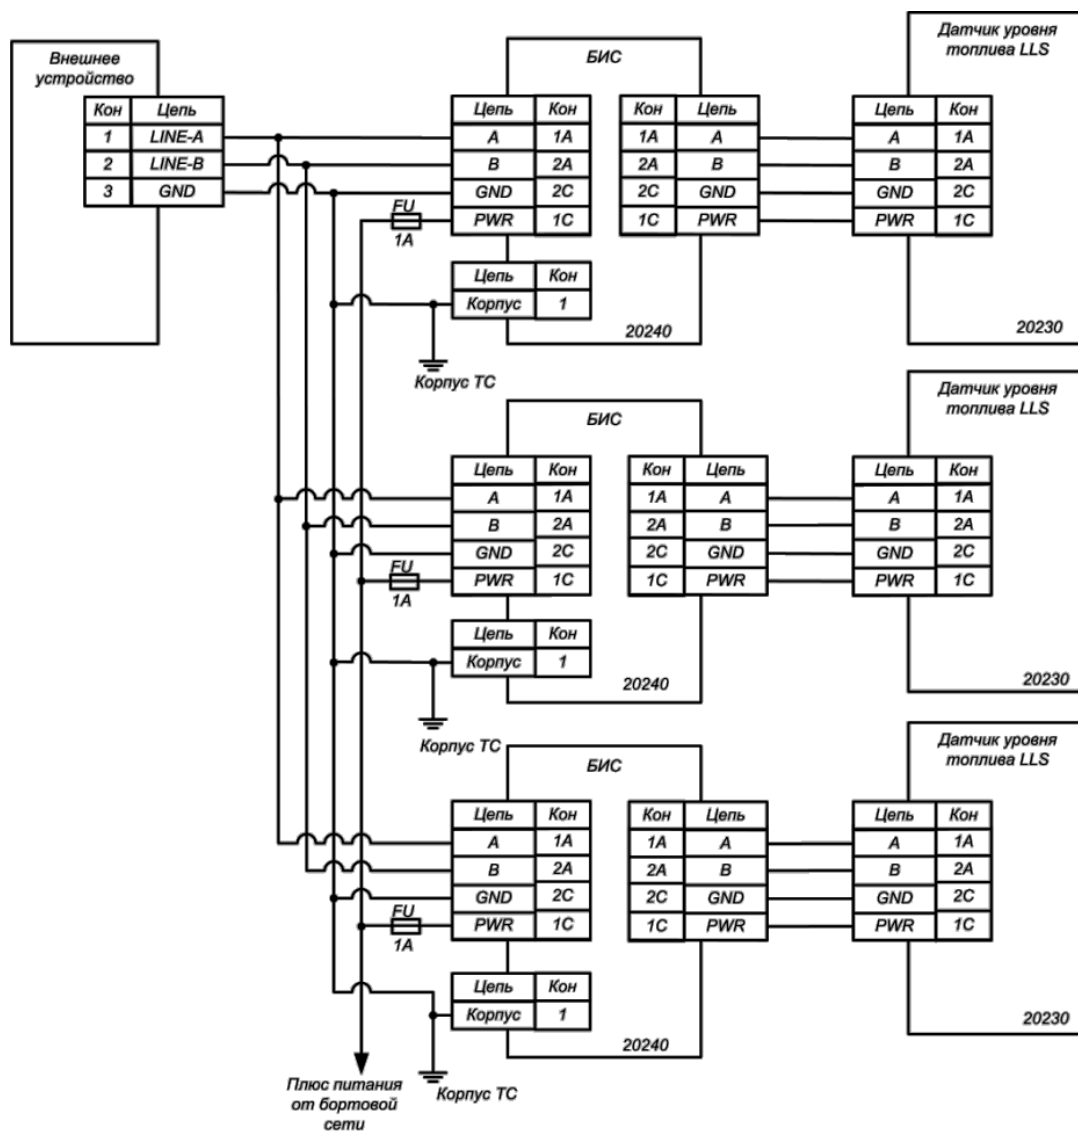 Внешнее
устройство
Кон Цепь
1 LINE-A
2 LINE-B
3 GND
БИС
Цепь Кон
A 1A
B 2A
GND 2C
PWR 1C
FU
1A
Цепь Кон
Корпус 1
Корпус ТС
Кон Цепь
1A A
2A B
2C GND
1C PWR
20240
Датчик уровня
топлива LLS
Цепь Кон
A 1A
B 2A
GND 2C
PWR 1C
20230
БИС
Цепь Кон
A 1A
B 2A
GND 2C
PWR 1C
FU
1A
Цепь Кон
Корпус 1
Корпус ТС
Кон Цепь
1A A
2A B
2C GND
1C PWR
20240
Датчик уровня
топлива LLS
Цепь Кон
A 1A
B 2A
GND 2C
PWR 1C
20230
БИС
Цепь Кон
A 1A
B 2A
GND 2C
PWR 1C
FU
1A
Цепь Кон
Корпус 1
Корпус ТС
Кон Цепь
1A A
2A B
2C GND
1C PWR
20240
Датчик уровня
топлива LLS
Цепь Кон
A 1A
B 2A
GND 2C
PWR 1C
20230
Плюс питания
от бортовой
сети